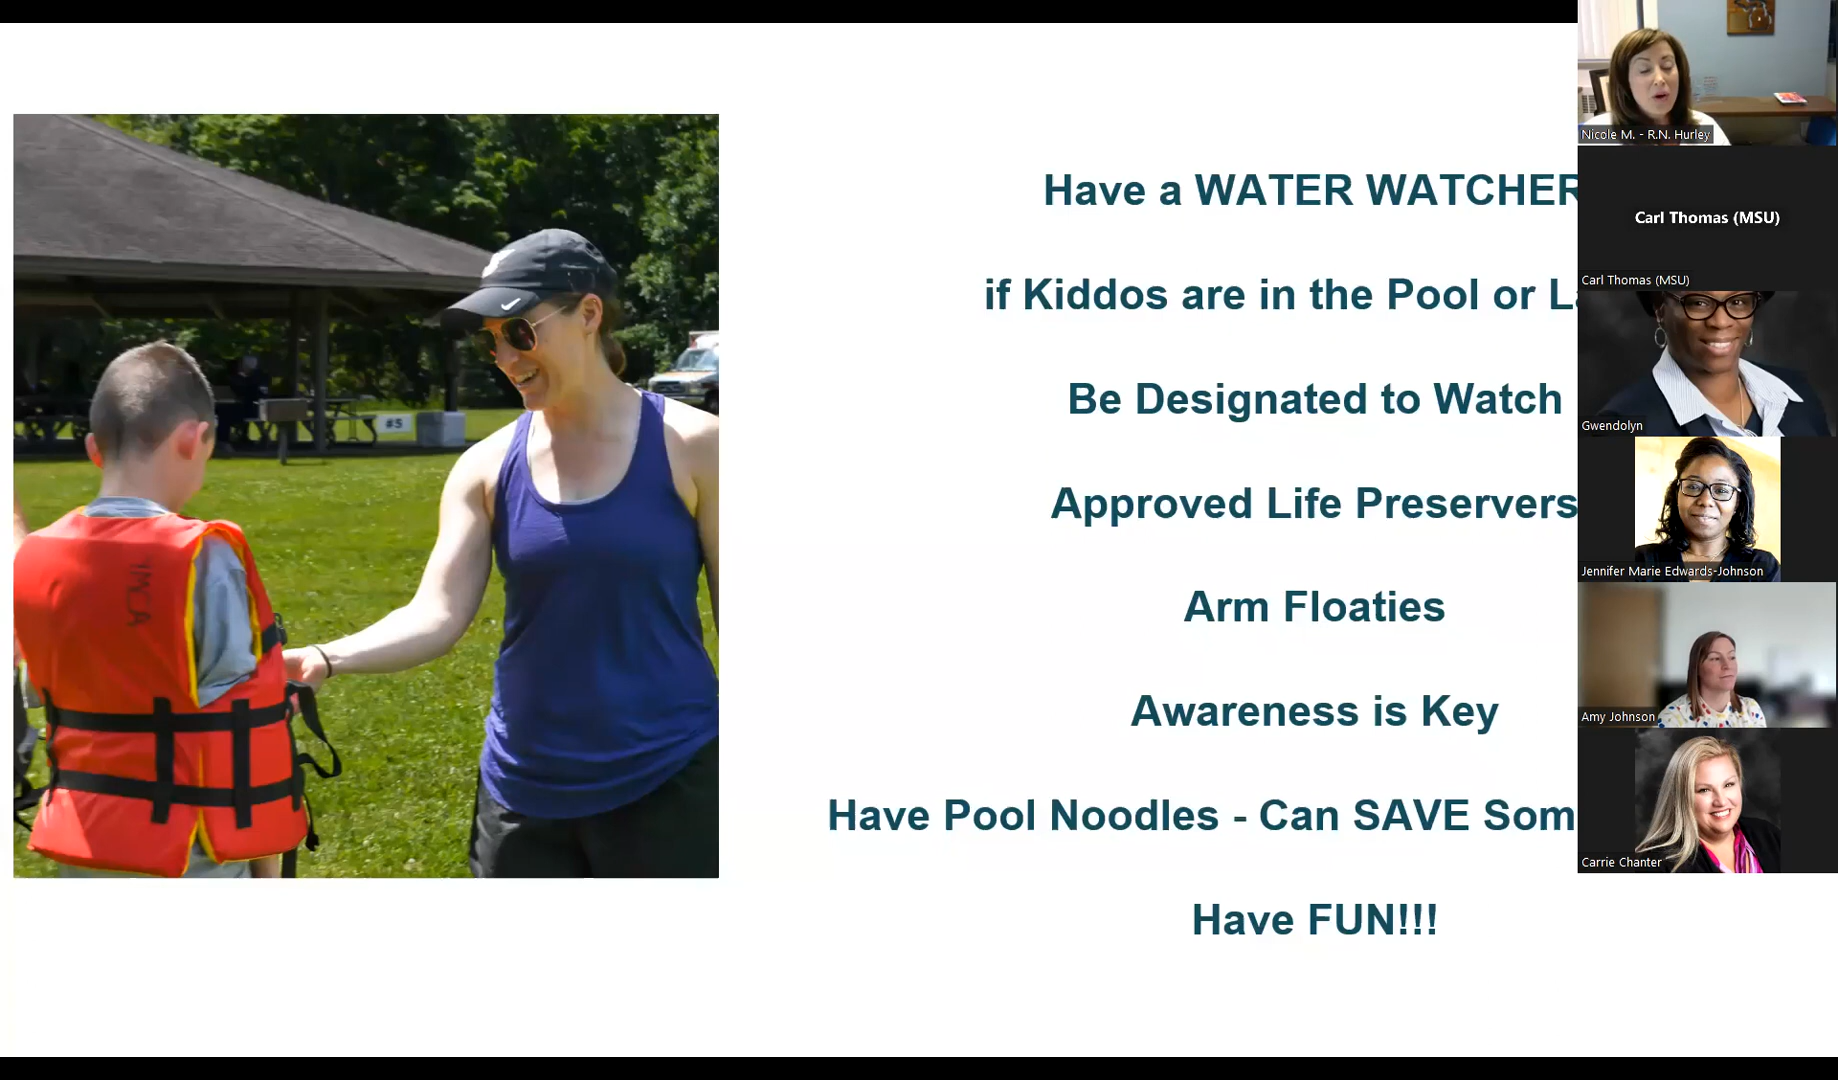 Have a WATER WATCHER
if Kiddos are in the Pool or
Be Designated to Watch
Approved Life Preservers
Arm Floaties
Awareness is Key
Have Pool Noodles - Can SAVE
Have FUN!!!
YMCA
#5
Nicole M. - R.N. Hurley
Carl Thomas (MSU)
Carl Thomas (MSU)
Gwendolyn
Jennifer Marie Edwards-Johnson
Amy Johnson
Carrie Chanter